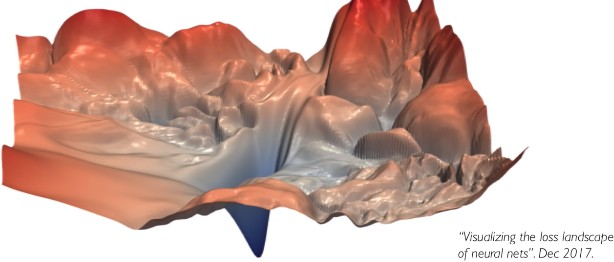 "Visualizing the loss landscape
of neural nets". Dec 2017.